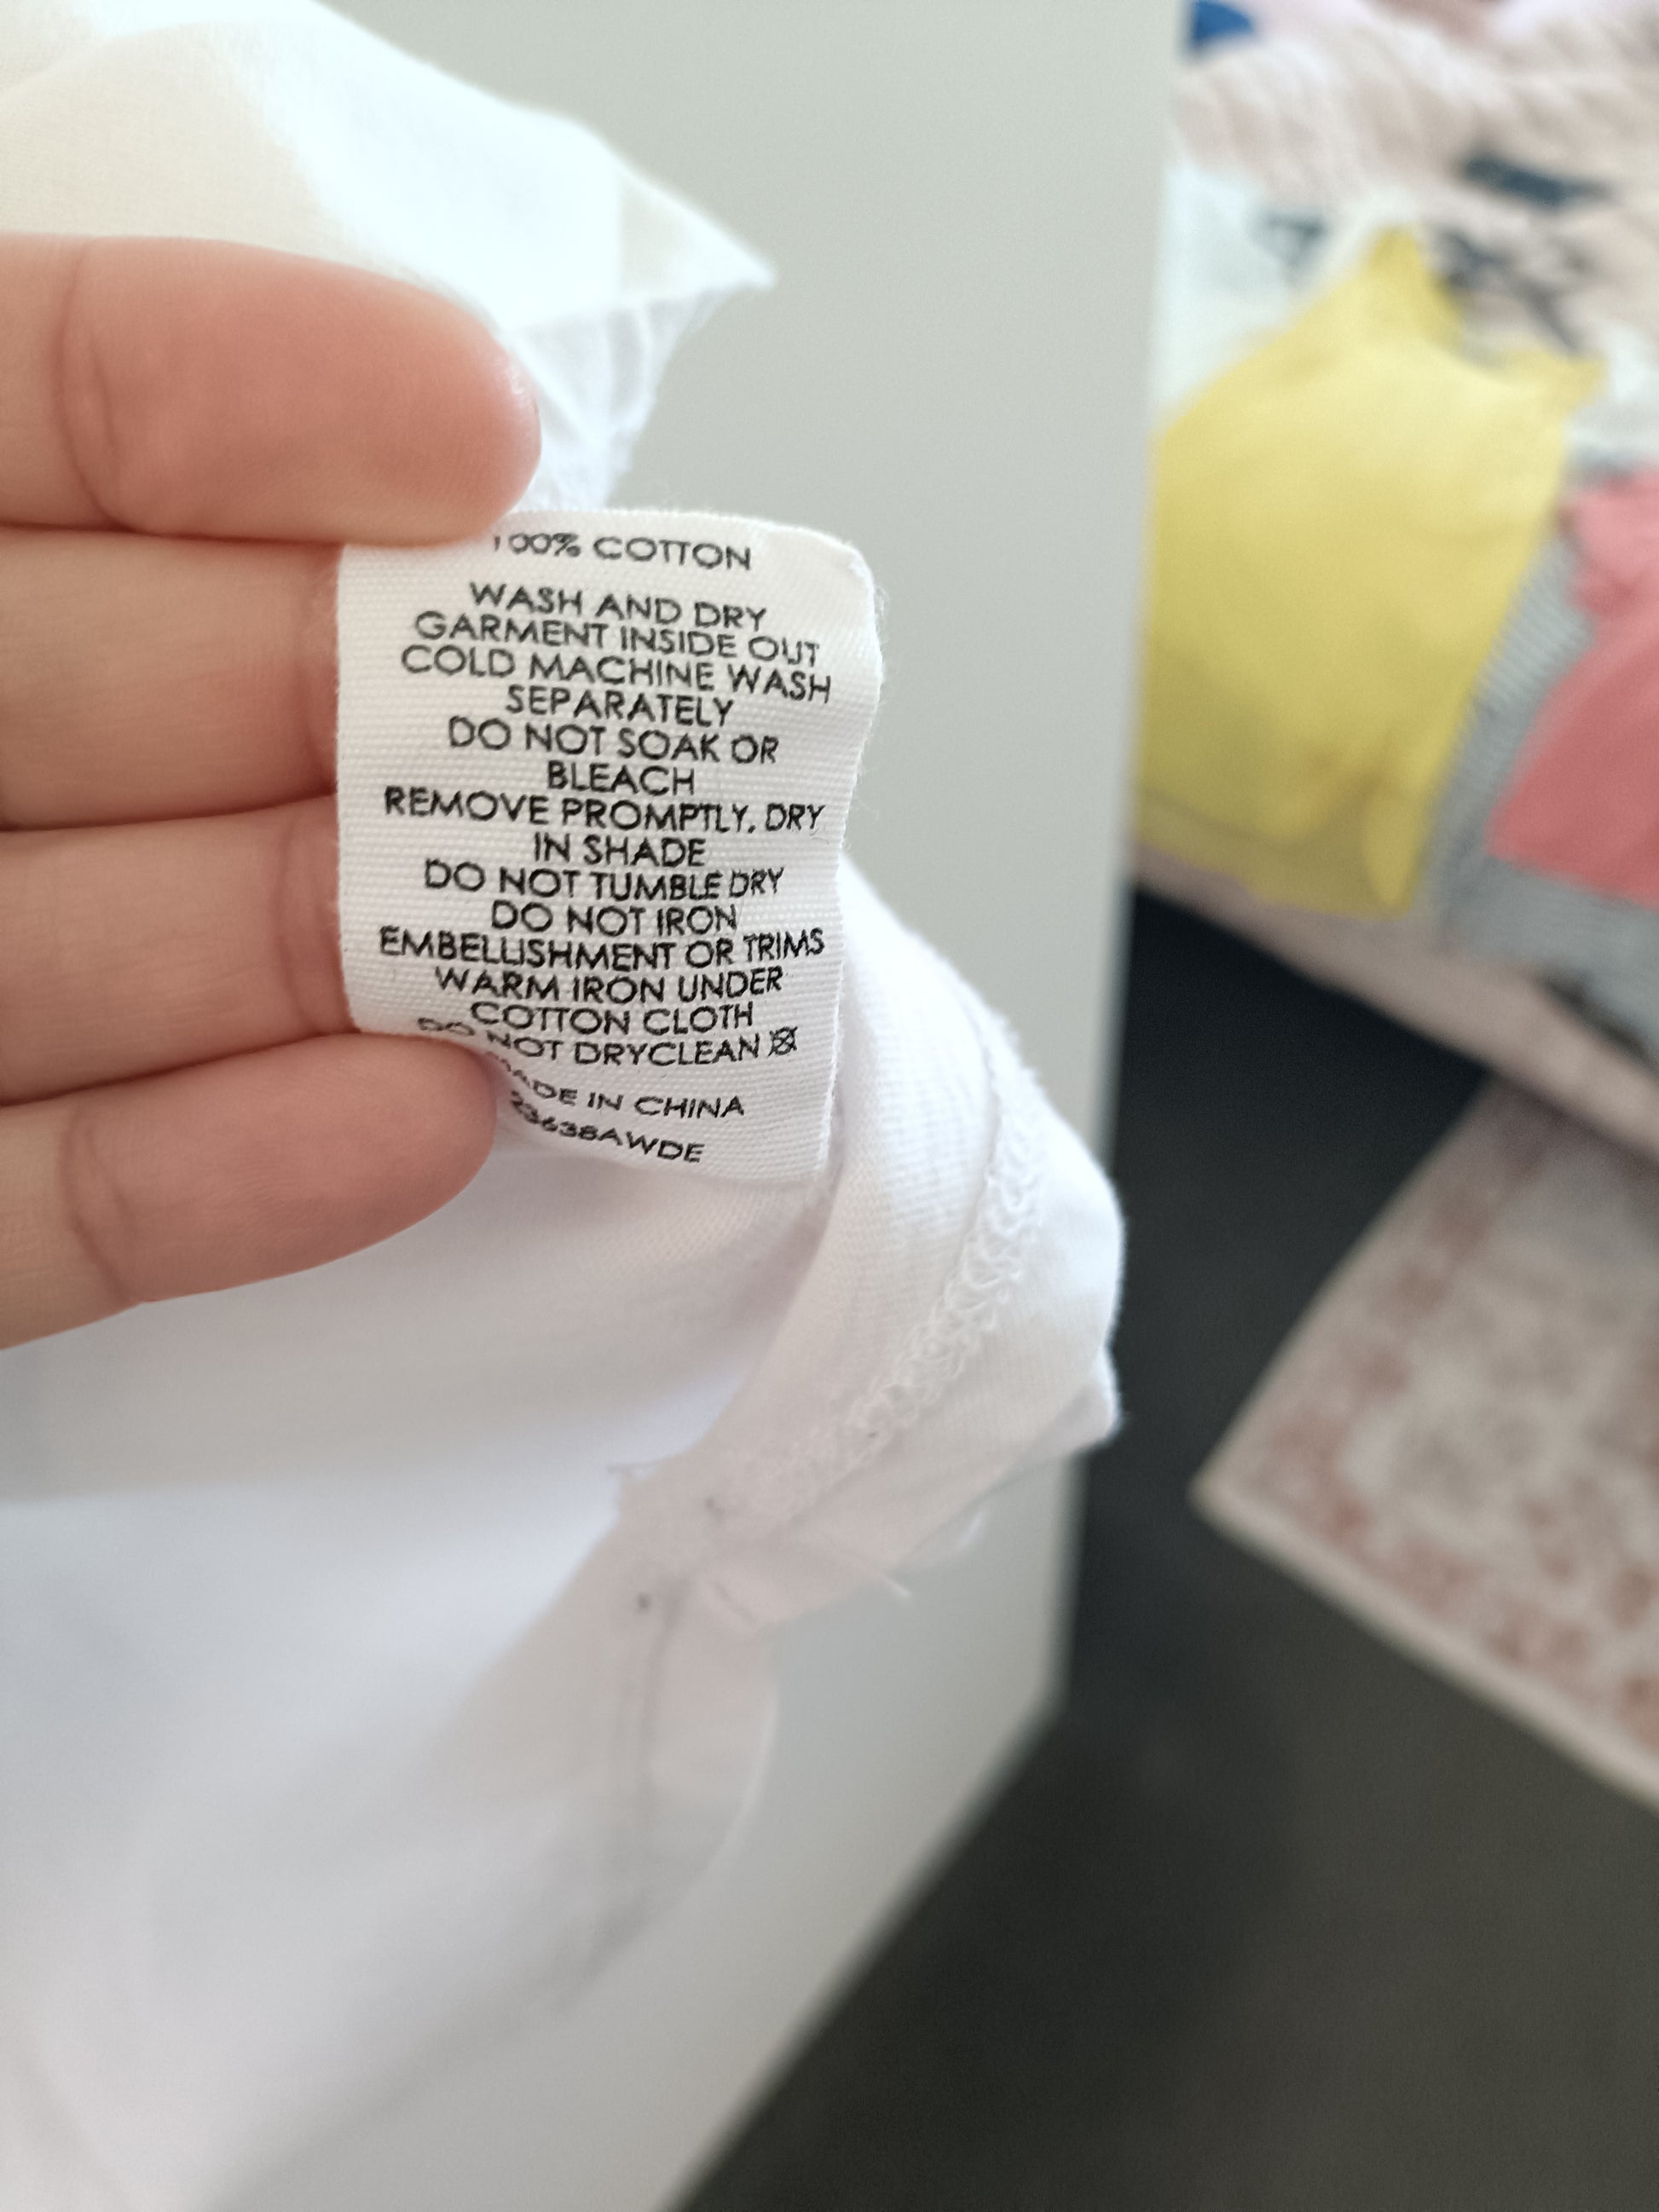 100% COTTON
WASH AND DRY
GARMENT INSIDE OUT
COLD MACHINE WASH
SEPARATELY
DO NOT SOAK OR
BLEACH
REMOVE PROMPTLY, DRY
IN SHADE
DO NOT TUMBLE DRY
DO NOT IRON
EMBELLISHMENT OR TRIMS
WARM IRON UNDER
COTTON CLOTH
DO NOT DRYCLEAN
MADE IN CHINA
23638AWDE